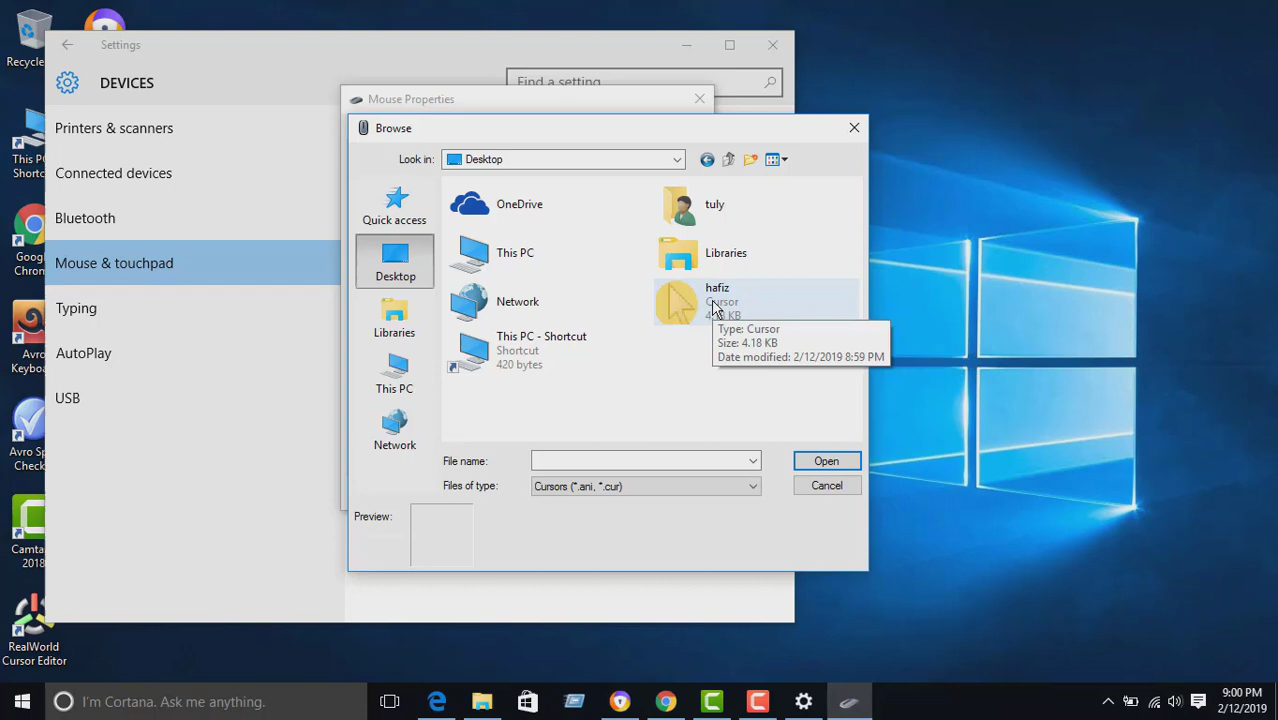 Recycle
This PC
Shortc
Google
Chrom
Avro Sp
Check
Camta
2018
RealWorld
Cursor Editor
Settings
DEVICES
Find a setting
Printers & scanners
Connected devices
Bluetooth
Mouse & touchpad
Typing
AutoPlay
USB
Mouse Properties
Browse
Look in:
Desktop
Quick access
Desktop
Libraries
This PC
Network
OneDrive
tuly
This PC
Libraries
Network
hafiz
Cursor
KB
This PC - Shortcut
Shortcut
420 bytes
Type: Cursor
Size: 4.18 KB
Date modified: 2/12/2019 8:59 PM
File name:
Open
Files of type:
Cursors (*.ani, *.cur)
Cancel
Preview:
I'm Cortana. Ask me anything.
9:00 PM
2/12/2019